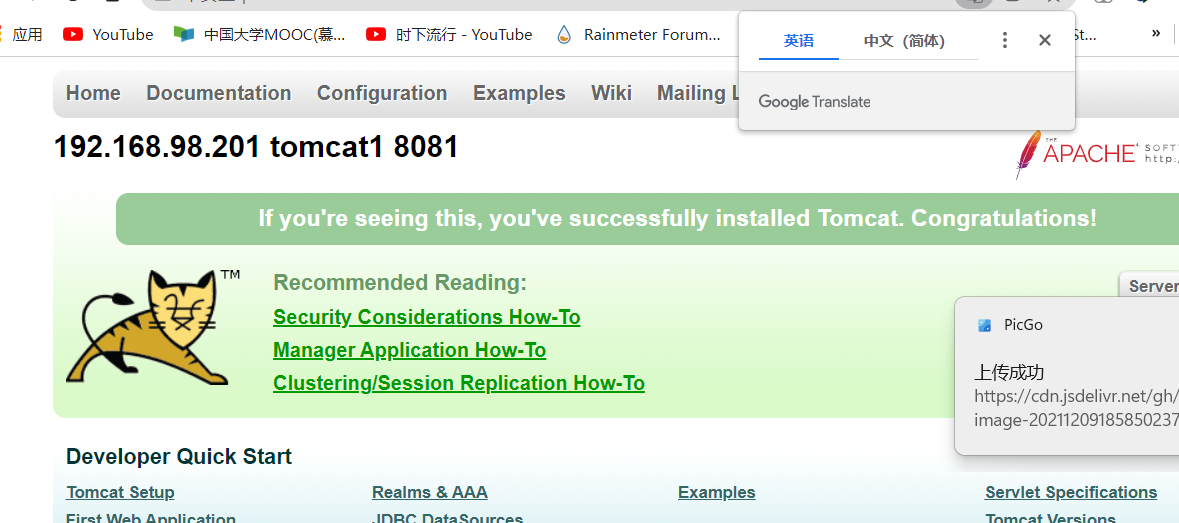 应用 YouTube 中国大学MOOC(慕... 时下流行 - YouTube Rainmeter Forum... St... »
英语 中文（简体）
Google Translate
Home Documentation Configuration Examples Wiki Mailing L
192.168.98.201 tomcat1 8081
THE
APACHE SOFT
http:/
If you're seeing this, you've successfully installed Tomcat. Congratulations!
TM
Recommended Reading:
Security Considerations How-To
Manager Application How-To
Clustering/Session Replication How-To
Server
PicGo
上传成功
https://cdn.jsdelivr.net/gh/
image-20211209185850237
Developer Quick Start
Tomcat Setup Realms & AAA Examples Servlet Specifications
First Web Application JDBC DataSources Tomcat Versions